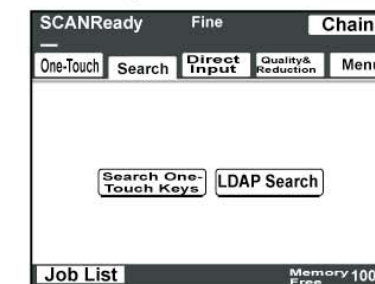 SCANReady Fine Chain
One-Touch Search Direct Input Quality& Reduction Menu
Search One-
Touch Keys
LDAP Search
Job List Memory Free 100